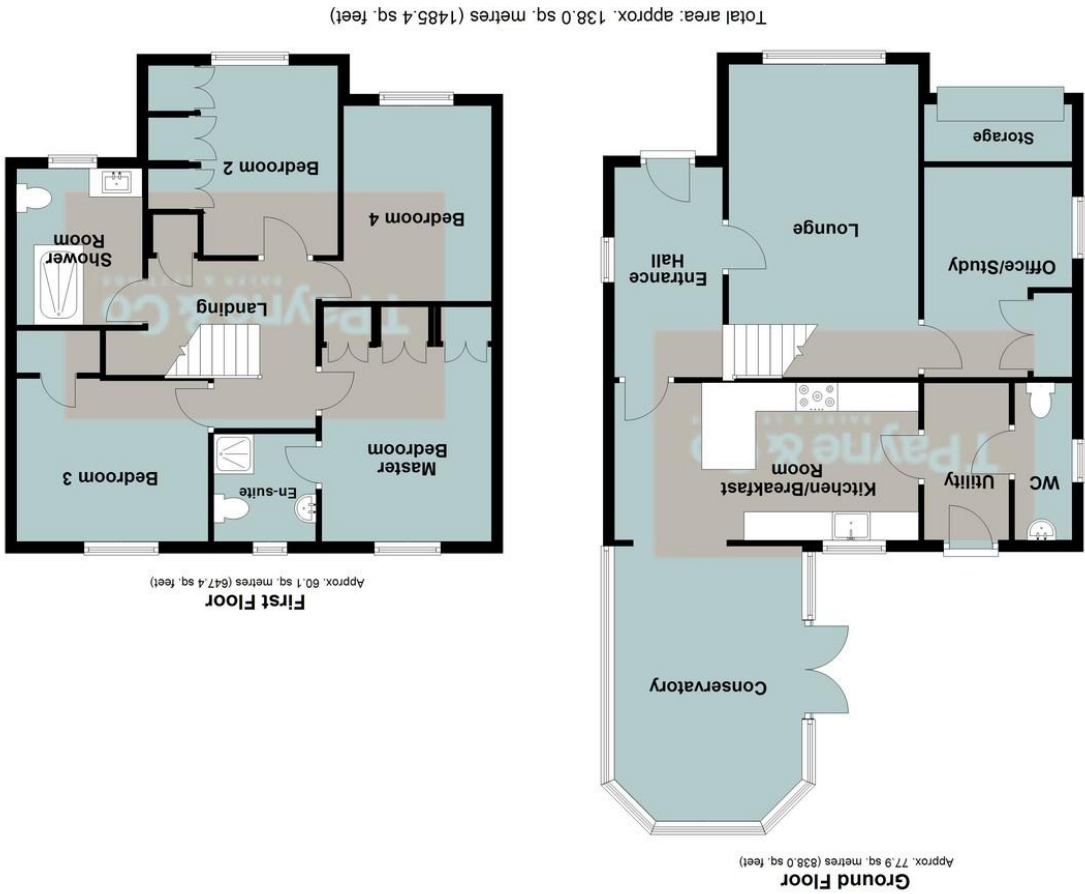 Ground Floor
Approx. 77.9 sq. metres (838.0 sq. feet)
Conservatory
Kitchen/Breakfast
Room
Utility
WC
Entrance
Hall
Lounge
Office/Study
Storage
First Floor
Approx. 60.1 sq. metres (647.4 sq. feet)
Master
Bedroom
En-suite
Bedroom 3
Landing
Shower
Room
Bedroom 2
Bedroom 4
Total area: approx. 138.0 sq. metres (1485.4 sq. feet)
TPayne & Co
TPayne & Co